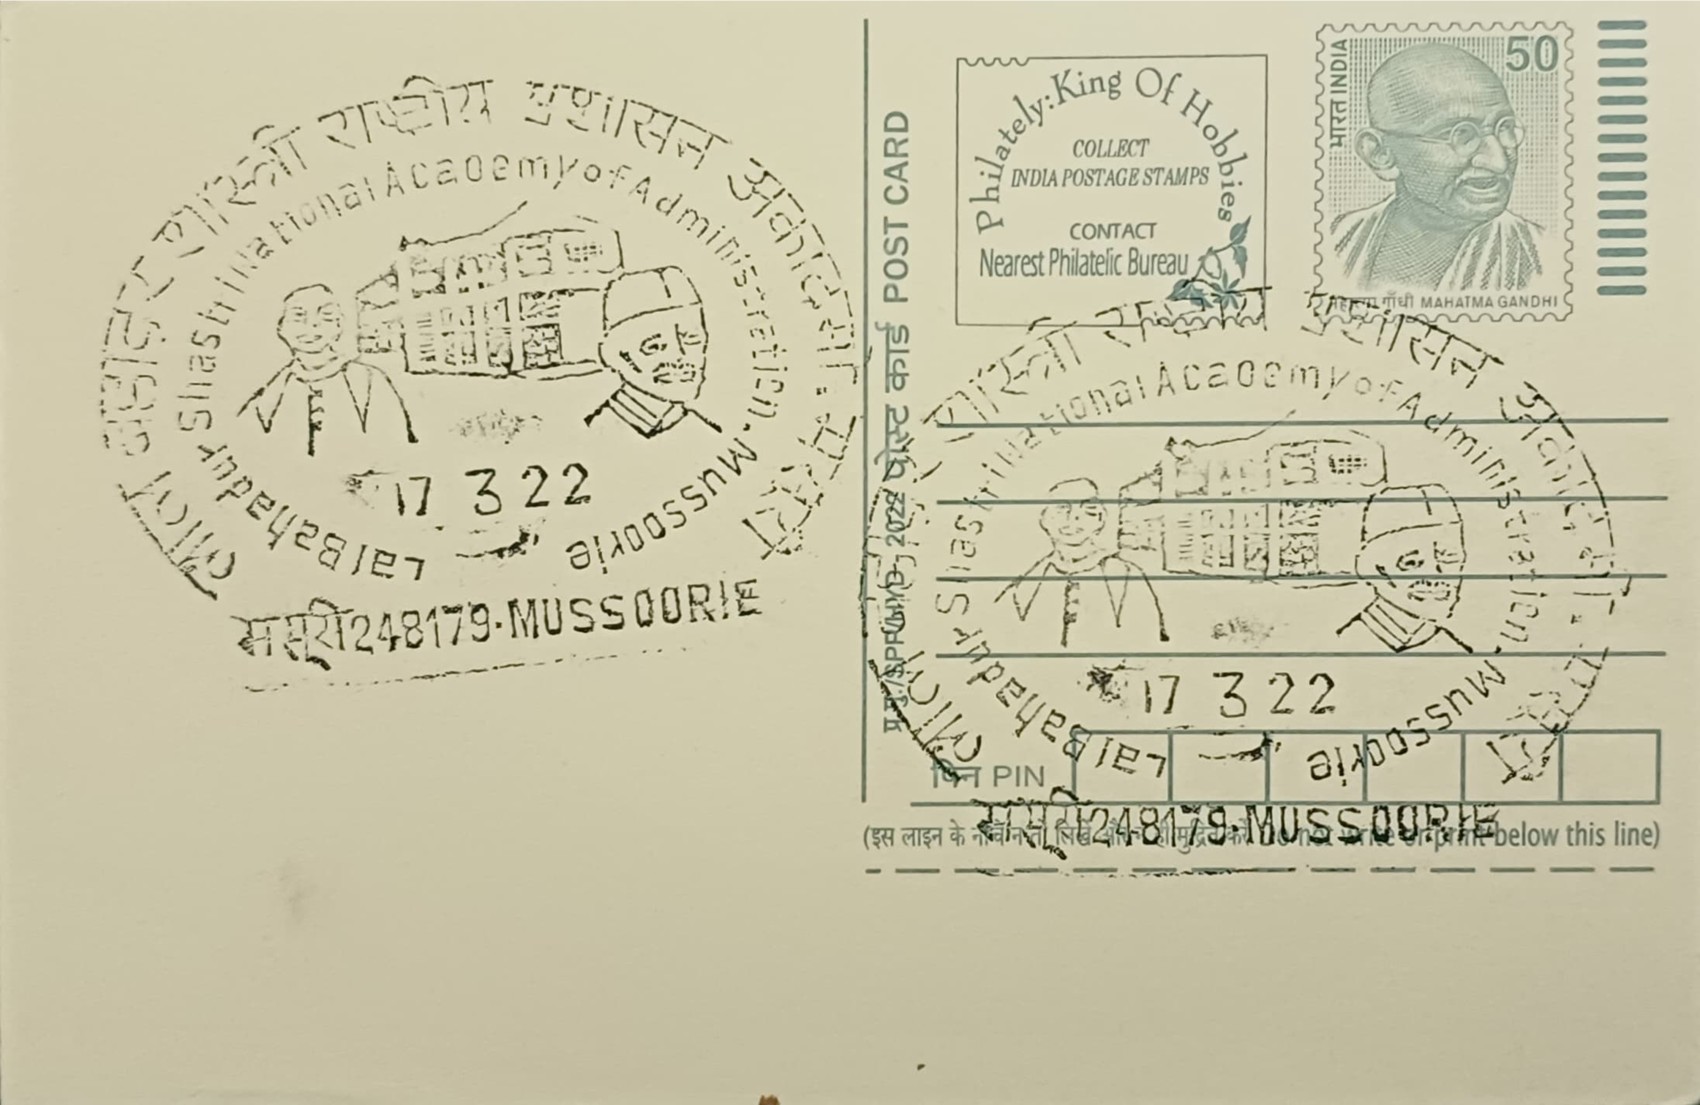 लाल बहादुर शास्त्री राष्ट्रीय प्रशासन अकादमी. मसूरी
Lal Bahadur Shastri National Academy of Administration. Mussoorie
17 3 22
मसूरी 248179. MUSSOORIE
Philately: King Of Hobbies
COLLECT
INDIA POSTAGE STAMPS
CONTACT
Nearest Philatelic Bureau
भारत INDIA
50
महात्मा गाँधी MAHATMA GANDHI
पोस्ट कार्ड POST CARD
2022
लाल बहादुर शास्त्री राष्ट्रीय प्रशासन अकादमी. मसूरी
Lal Bahadur Shastri National Academy of Administration. Mussoorie
17 3 22
पिन PIN
मसूरी 248179. MUSSOORIE
(इस लाइन के नीचे न तो लिखें और न ही मुद्रित करें Do not write or print below this line)